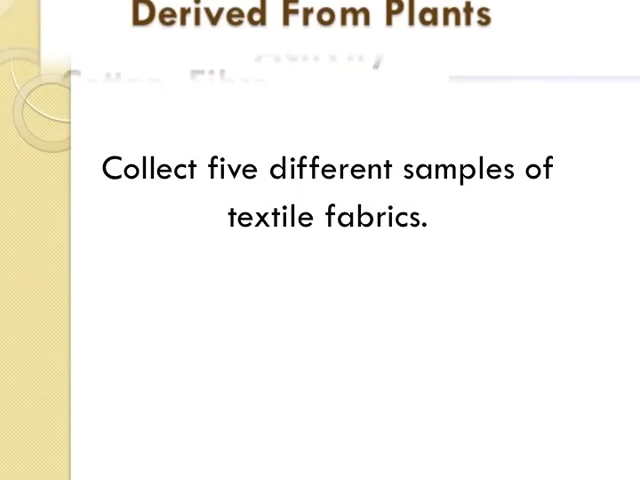 Derived From Plants
Collect five different samples of
textile fabrics.